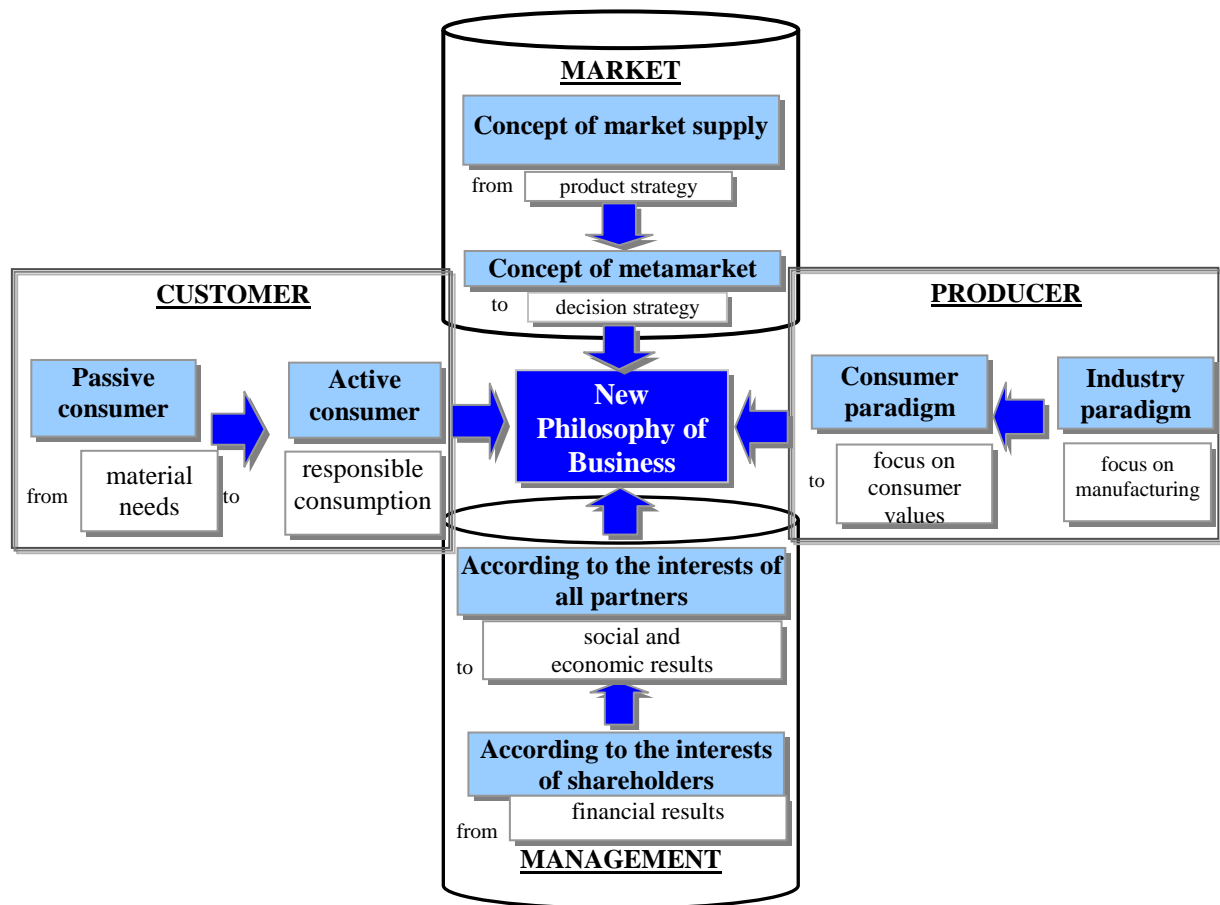 MARKET
Concept of market supply
from
product strategy
Concept of metamarket
to
decision strategy
CUSTOMER
Passive
consumer
from
material
needs
to
Active
consumer
responsible
consumption
New
Philosophy of
Business
PRODUCER
Consumer
paradigm
to
focus on
consumer
values
Industry
paradigm
focus on
manufacturing
According to the interests of
all partners
to
social and
economic results
According to the interests
of shareholders
from
financial results
MANAGEMENT